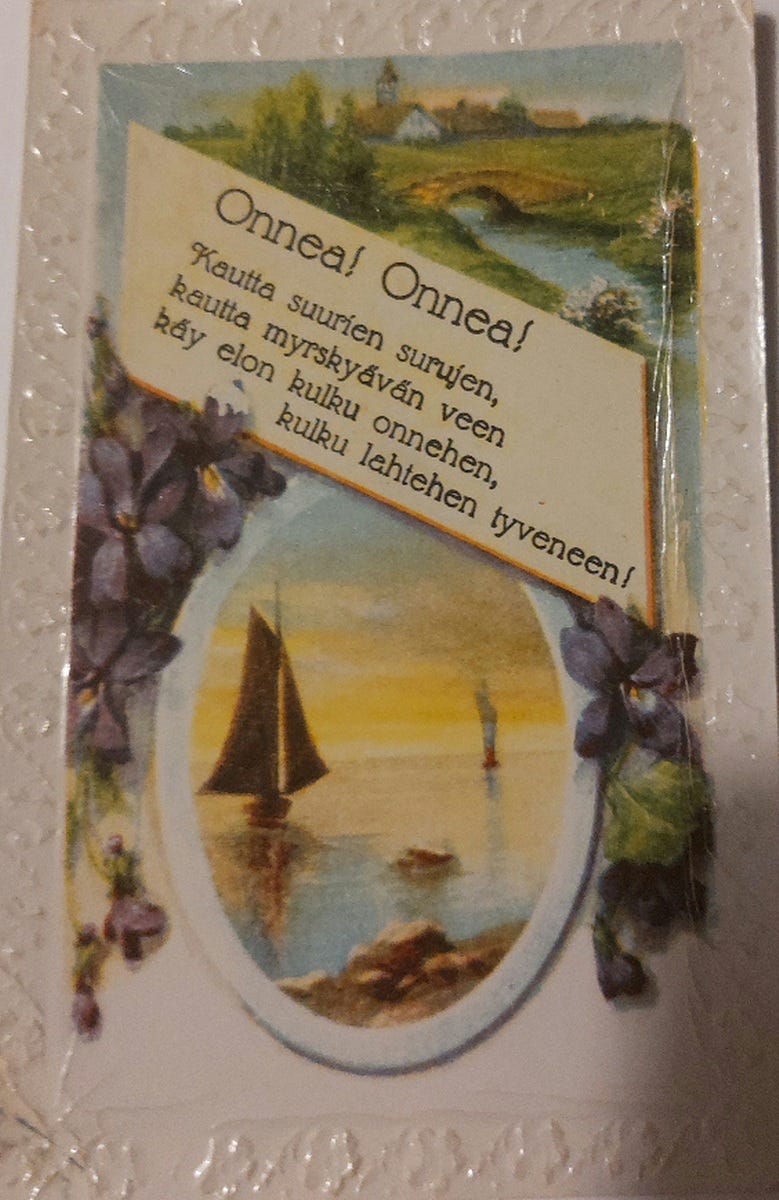 Onnea! Onnea!
Kautta suurien surujen,
kautta myrskyävän veen
käy elon kulku onnehen,
kulku lahtehen tyveneen!